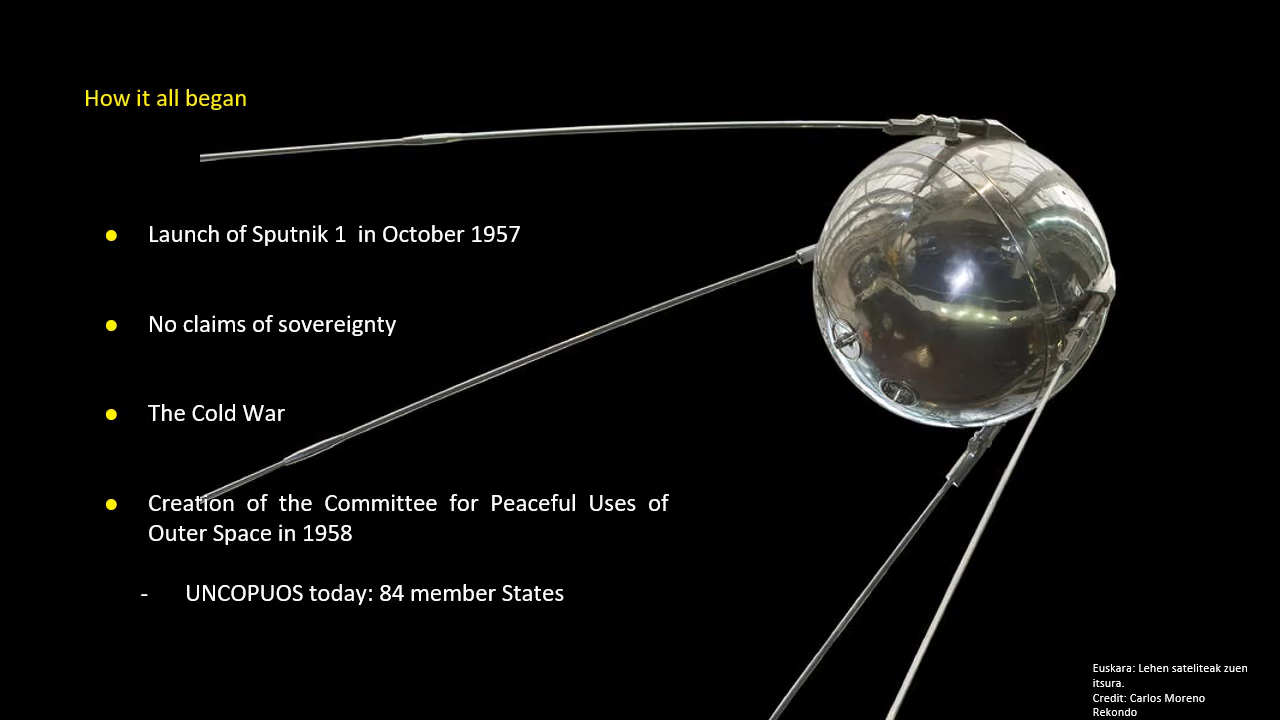 How it all began
● Launch of Sputnik 1  in October 1957
● No claims of sovereignty
● The Cold War
● Creation of the Committee for Peaceful Uses of
Outer Space in 1958
- UNCOPUOS today: 84 member States
Euskara: Lehen sateliteak zuen
itsura.
Credit: Carlos Moreno
Rekondo